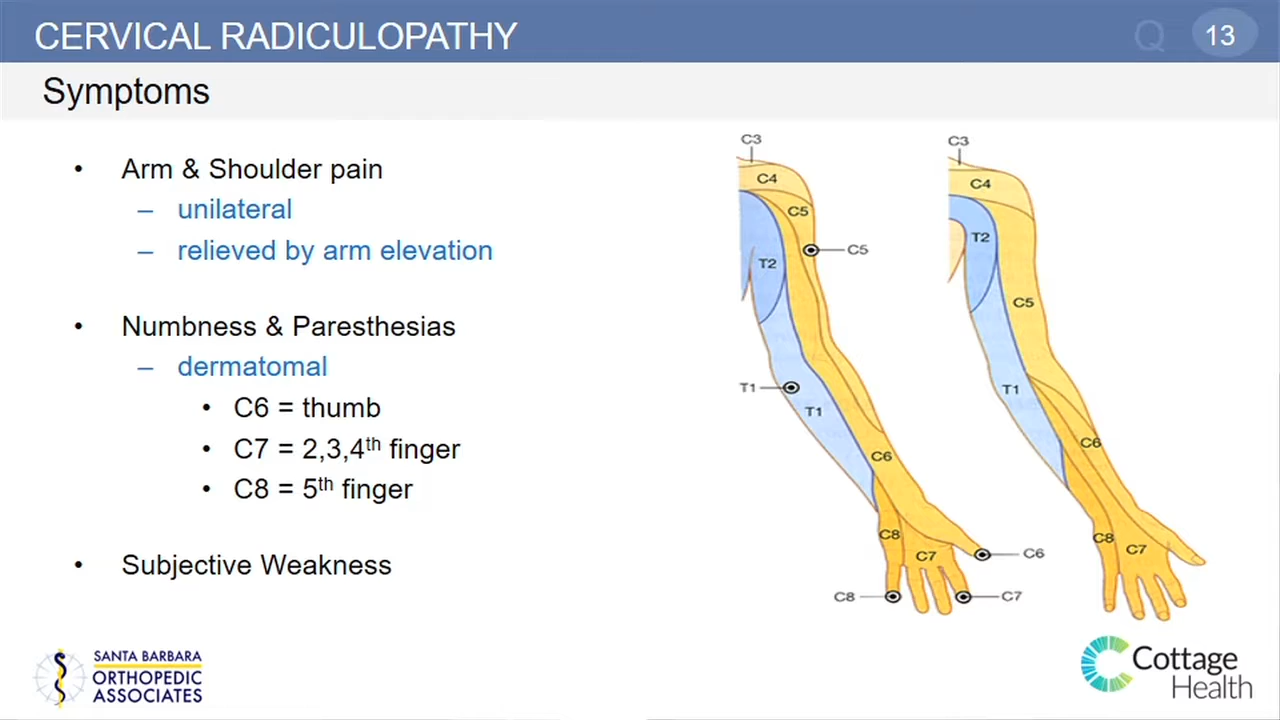 CERVICAL RADICULOPATHY
Q 13
Symptoms
• Arm & Shoulder pain
– unilateral
– relieved by arm elevation
• Numbness & Paresthesias
– dermatomal
• C6 = thumb
• C7 = 2,3,4th finger
• C8 = 5th finger
• Subjective Weakness
C3
C4
C5
C5
T2
T1
T1
C6
C8
C7
C6
C8
C7
C3
C4
T2
C5
T1
C6
C8
C7
SANTA BARBARA
ORTHOPEDIC
ASSOCIATES
Cottage
Health